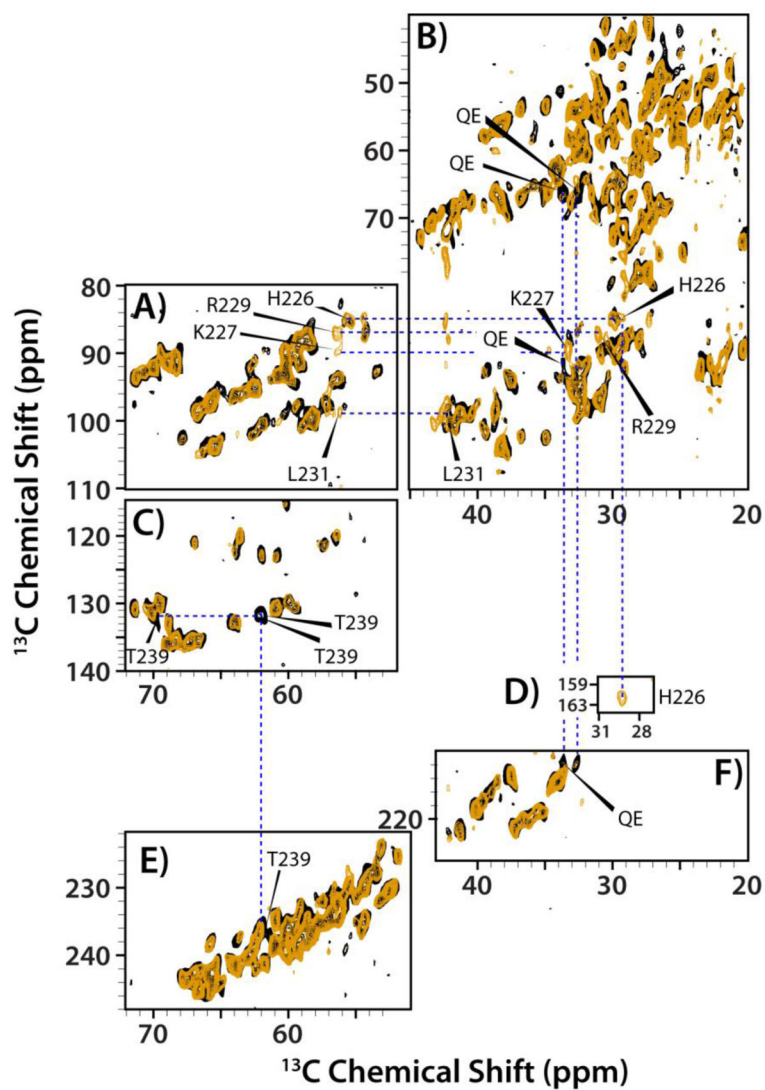 B)
50
QE
60
QE
70
80
A)
H226
R229
K227
90
100
L231
110
H226
K227
QE
R229
L231
40
30
20
C)
120
130
T239
T239
T239
140
70
60
13C Chemical Shift (ppm)
D)
159
163
H226
31
28
F)
QE
220
40
30
20
E)
T239
230
240
70
60
13C Chemical Shift (ppm)